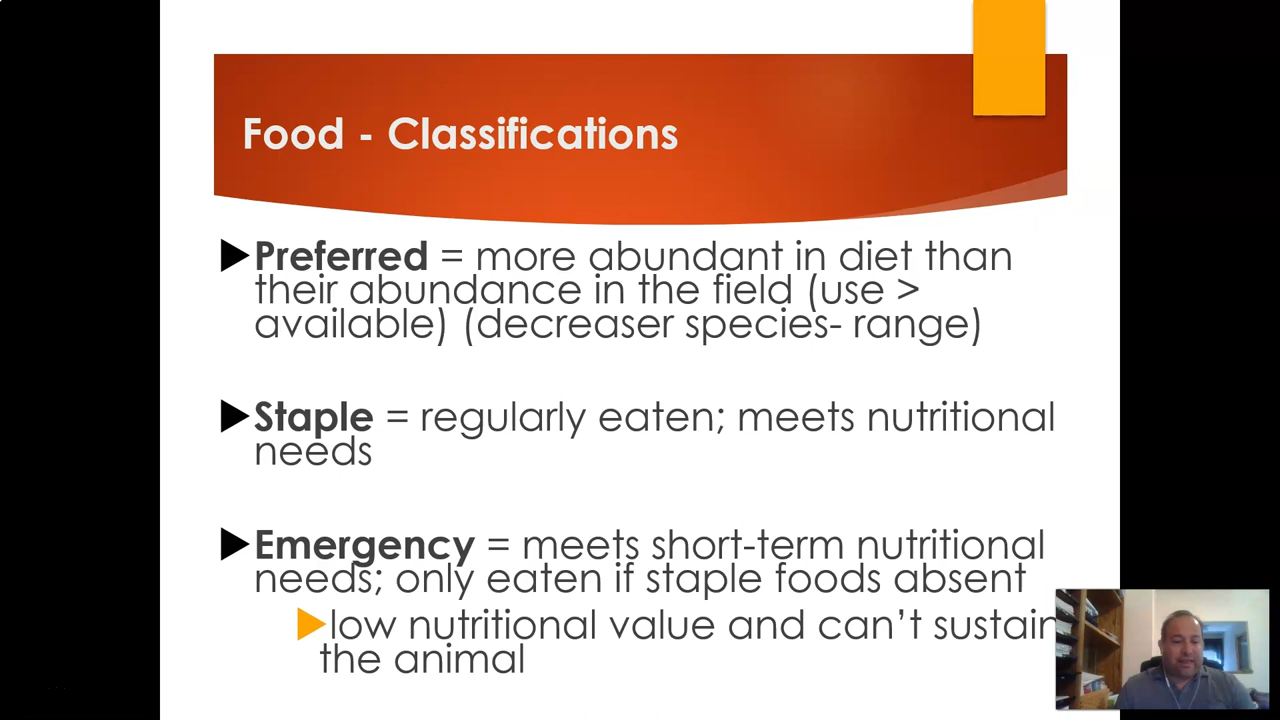 Food - Classifications
Preferred = more abundant in diet than
their abundance in the field (use >
available) (decreaser species- range)
Staple = regularly eaten; meets nutritional
needs
Emergency = meets short-term nutritional
needs; only eaten if staple foods absent
low nutritional value and can’t sustain
the animal